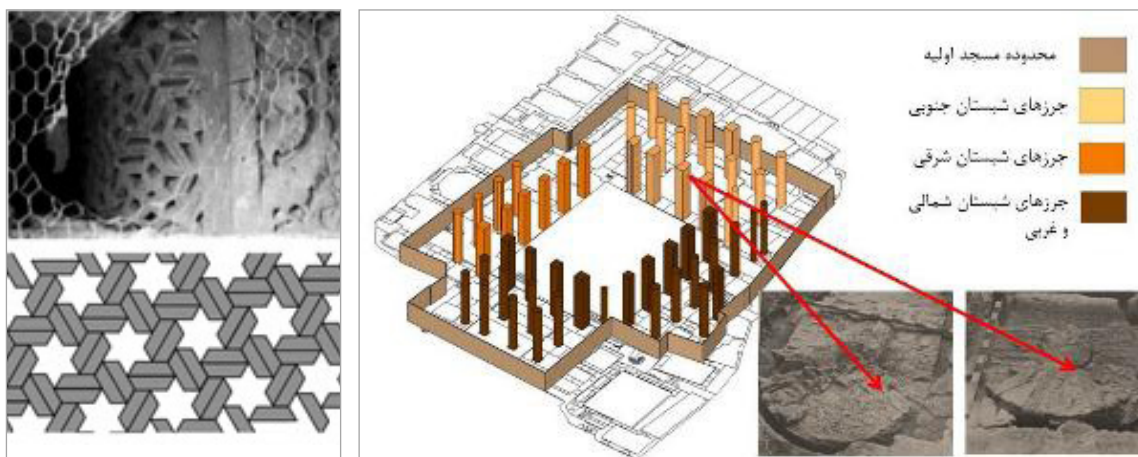 محدوده مسجد اولیه
جرزهای شبستان جنوبی
جرزهای شبستان شرقی
جرزهای شبستان شمالی
و غربی